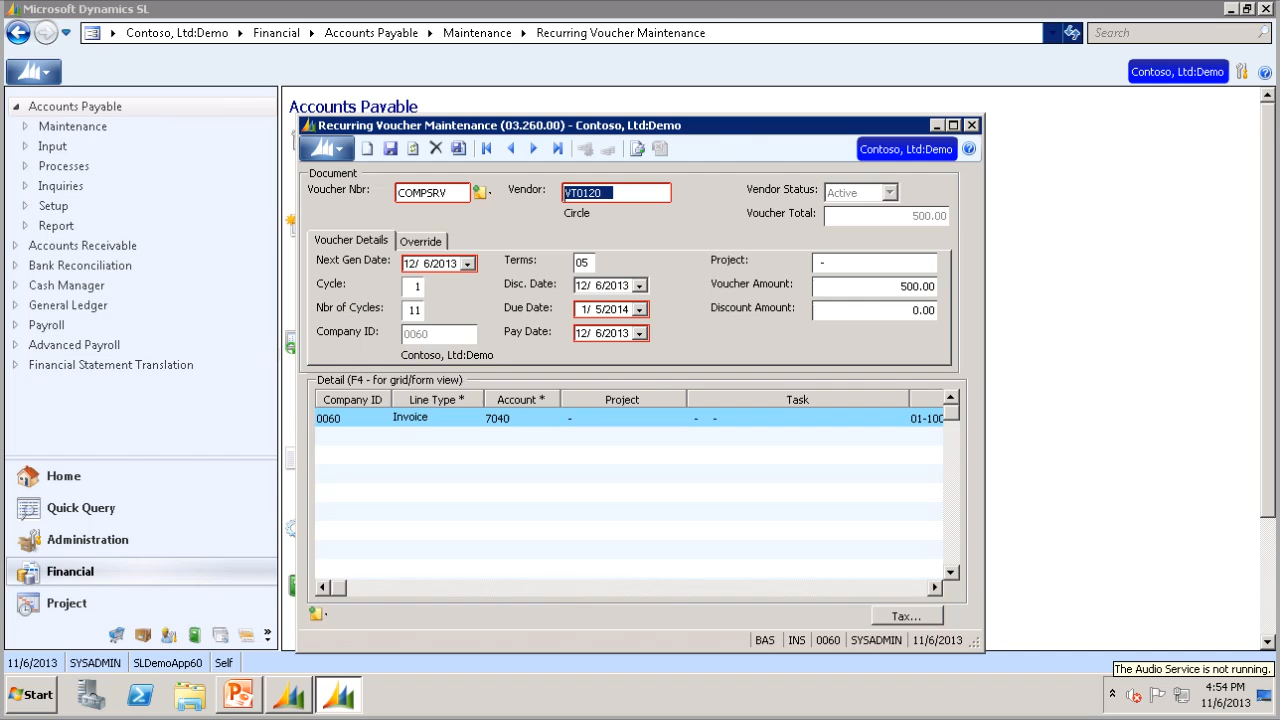 Microsoft Dynamics SL
Contoso, Ltd:Demo Financial Accounts Payable Maintenance Recurring Voucher Maintenance
Search
Contoso, Ltd:Demo
Accounts Payable
Maintenance
Input
Processes
Inquiries
Setup
Report
Accounts Receivable
Bank Reconciliation
Cash Manager
General Ledger
Payroll
Advanced Payroll
Financial Statement Translation
Home
Quick Query
Administration
Financial
Project
Accounts Payable
Recurring Voucher Maintenance (03.260.00) - Contoso, Ltd:Demo
Contoso, Ltd:Demo
Document
Voucher Nbr: COMPSRV Vendor: VT0120 Vendor Status: Active
Circle Voucher Total: 500.00
Voucher Details Override
Next Gen Date: 12/ 6/2013 Terms: 05 Project: -
Cycle: 1 Disc. Date: 12/ 6/2013 Voucher Amount: 500.00
Nbr of Cycles: 11 Due Date: 1/ 5/2014 Discount Amount: 0.00
Company ID: 0060 Pay Date: 12/ 6/2013
Contoso, Ltd:Demo
Detail (F4 - for grid/form view)
Company ID Line Type * Account * Project Task
0060 Invoice 7040 - - - 01-100
Tax...
BAS INS 0060 SYSADMIN 11/6/2013
11/6/2013 SYSADMIN SLDemoApp60 Self
The Audio Service is not running.
Start
4:54 PM
11/6/2013